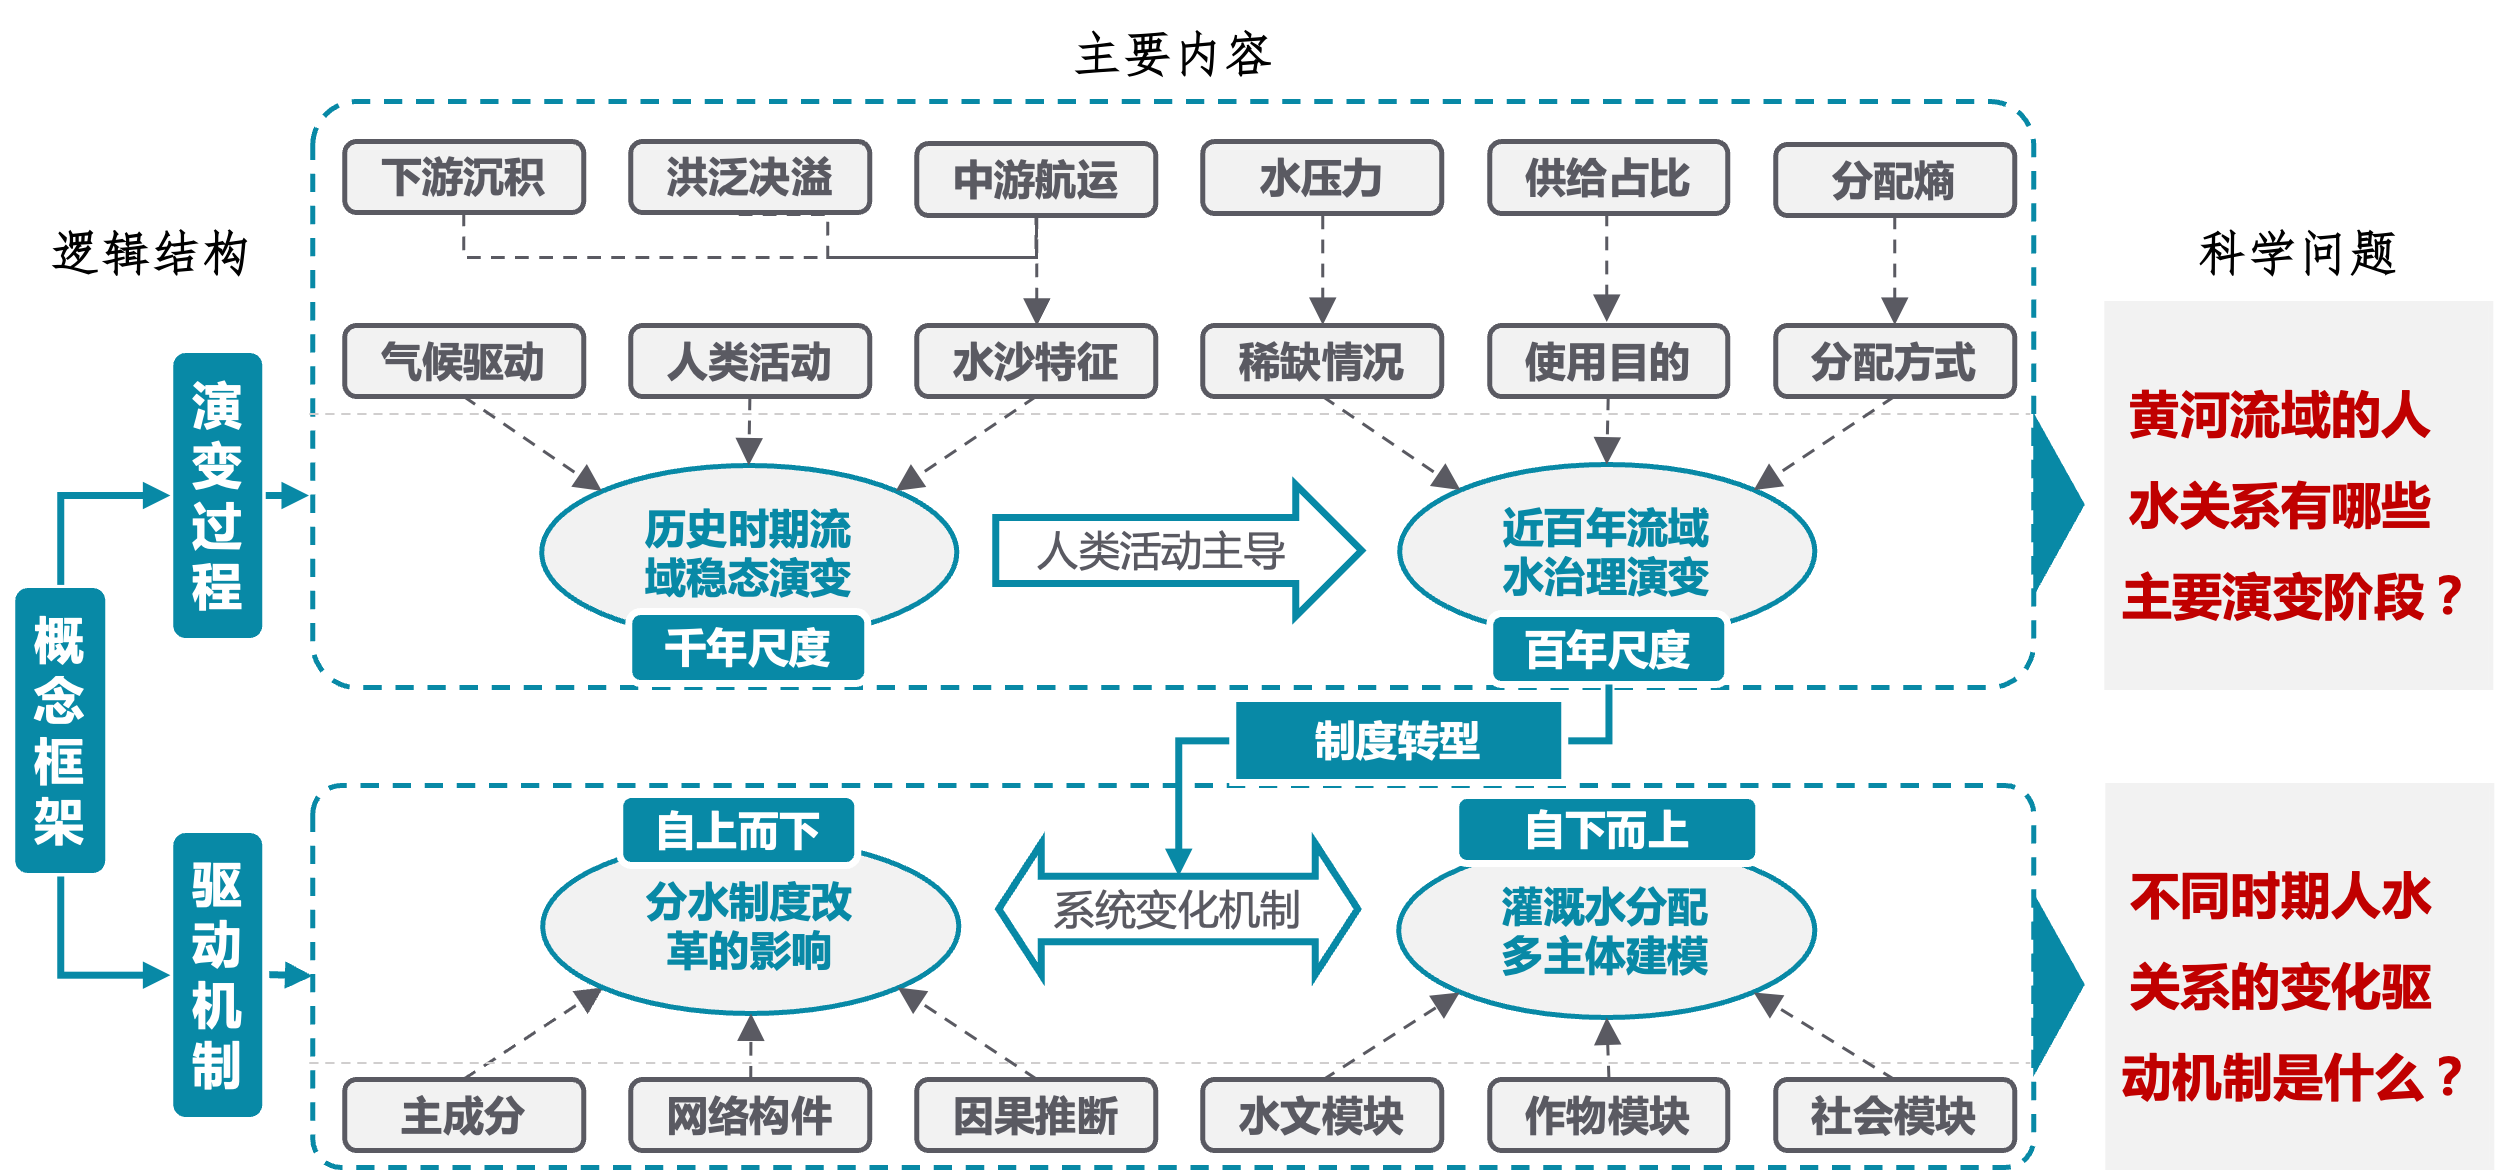 主要内容
逻辑结构
科学问题
下游沉积
洪泛决溢
中游航运
水压力
供给占比
分配熵
气候驱动
人类活动
水沙特征
稀缺情况
使用目的
分配方式
概念框架
演变过程
历史时期流
域稳态演变
千年尺度
人类活动主导
近百年流域
水治理演变
百年尺度
黄河流域的人
水关系有哪些
主要演变阶段？
制度转型
驱动机制
自上而下
分水制度改
革的影响
系统变化机制
自下而上
灌溉水分配
多主体建模
不同时期人水
关系的变化驱
动机制是什么？
主成分
网络构件
因果推断
水文模块
作物模块
社会模块